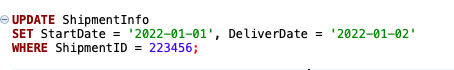 UPDATE ShipmentInfo
SET StartDate = '2022-01-01', DeliverDate = '2022-01-02'
WHERE ShipmentID = 223456;